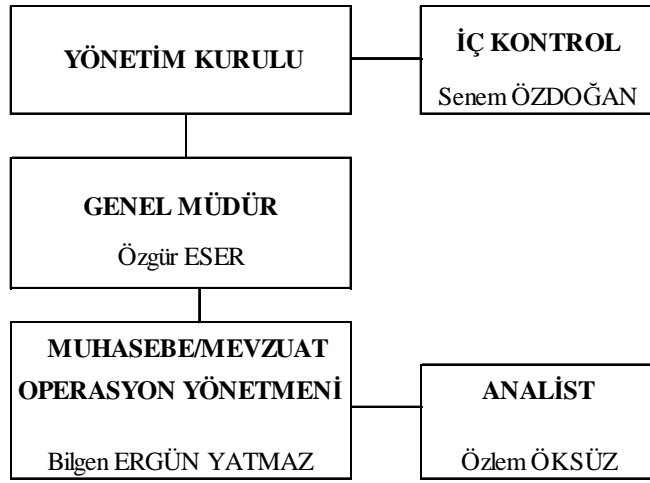 YÖNETİM KURULU
İÇ KONTROL
Senem ÖZDOĞAN
GENEL MÜDÜR
Özgür ESER
MUHASEBE/MEVZUAT
OPERASYON YÖNETMENİ
Bilgen ERGÜN YATMAZ
ANALİST
Özlem ÖKSÜZ